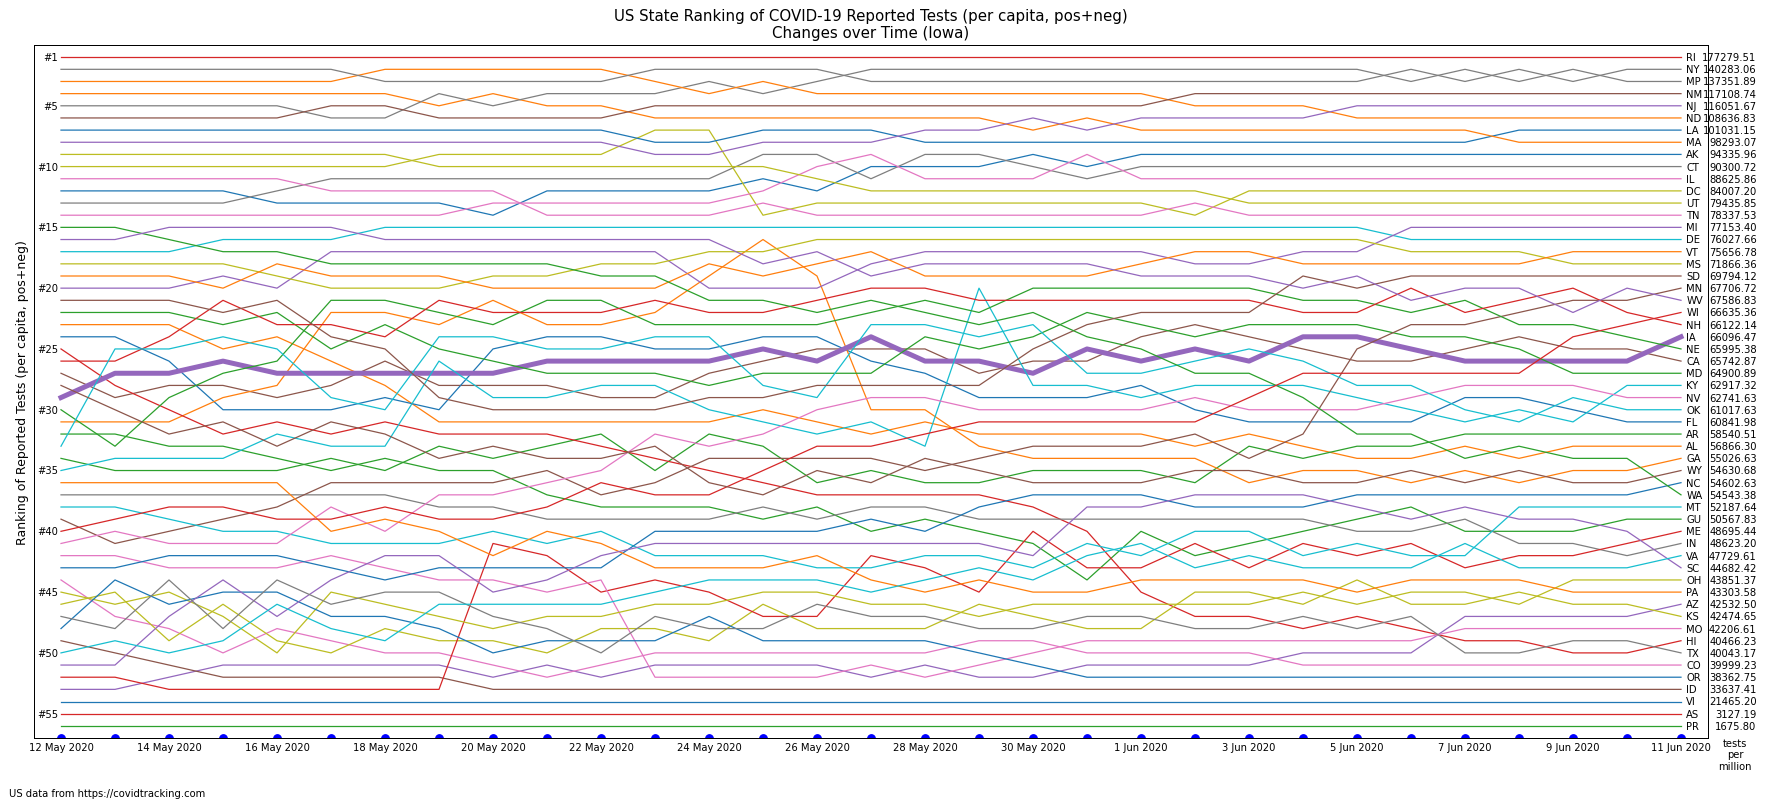 US State Ranking of COVID-19 Reported Tests (per capita, pos+neg)
Changes over Time (Iowa)
Ranking of Reported Tests (per capita, pos+neg)
#1
#5
#10
#15
#20
#25
#30
#35
#40
#45
#50
#55
RI 177279.51
NY 140283.06
MP 137351.89
NM 117108.74
NJ 116051.67
ND 108636.83
LA 101031.15
MA 98293.07
AK 94335.96
CT 90300.72
IL 88625.86
DC 84007.20
UT 79435.85
TN 78337.53
MI 77153.40
DE 76027.66
VT 75656.78
MS 71866.36
SD 69794.12
MN 67706.72
WV 67586.83
WI 66635.36
NH 66122.14
IA 66096.47
NE 65995.38
CA 65742.87
MD 64900.89
KY 62917.32
NV 62741.63
OK 61017.63
FL 60841.98
AR 58540.51
AL 56866.30
GA 55026.63
WY 54630.68
NC 54602.63
WA 54543.38
MT 52187.64
GU 50567.83
ME 48695.44
IN 48623.20
VA 47729.61
SC 44682.42
OH 43851.37
PA 43303.58
AZ 42532.50
KS 42474.65
MO 42206.61
HI 40466.23
TX 40043.17
CO 39999.23
OR 38362.75
ID 33637.41
VI 21465.20
AS 3127.19
PR 1675.80
12 May 2020 14 May 2020 16 May 2020 18 May 2020 20 May 2020 22 May 2020 24 May 2020 26 May 2020 28 May 2020 30 May 2020 1 Jun 2020 3 Jun 2020 5 Jun 2020 7 Jun 2020 9 Jun 2020 11 Jun 2020
tests
per
million
US data from https://covidtracking.com